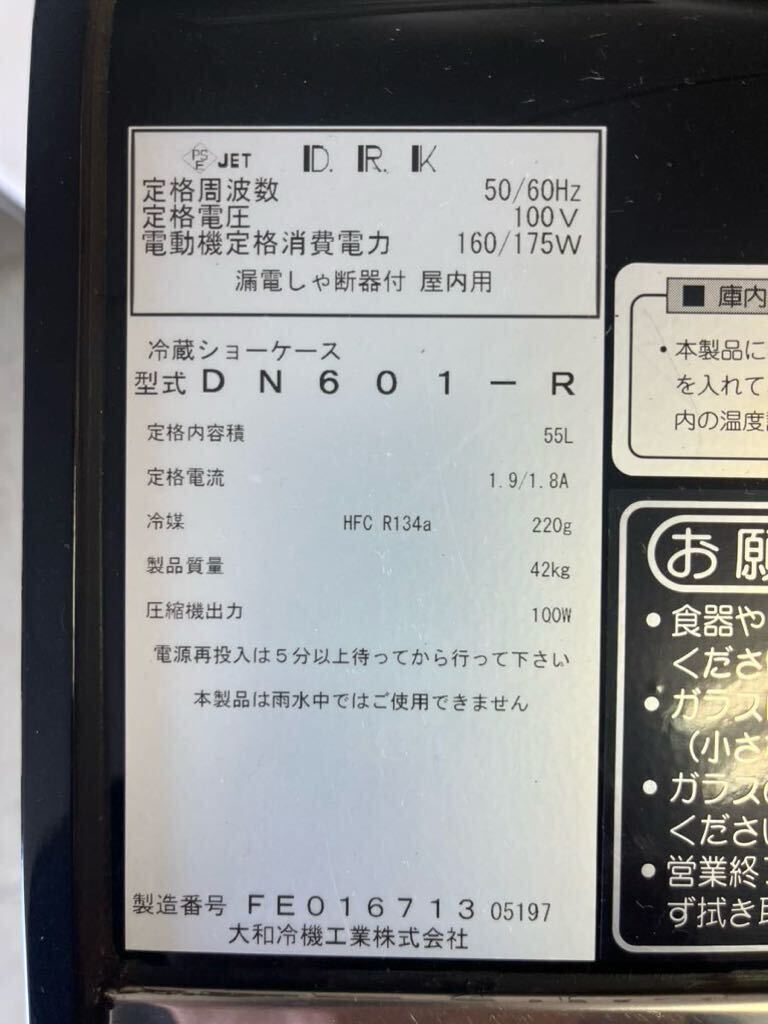 PSE JET D.R.K
定格周波数 50/60Hz
定格電圧 100V
電動機定格消費電力 160/175W
漏電しゃ断器付 屋内用
冷蔵ショーケース
型式 DN601-R
定格内容積 55L
定格電流 1.9/1.8A
冷媒 HFC R134a 220g
製品質量 42kg
圧縮機出力 100W
電源再投入は5分以上待ってから行って下さい
本製品は雨水中ではご使用できません
製造番号 FE016713 05197
大和冷機工業株式会社
■ 庫内
・本製品に
を入れて
内の温度
お願
●食器や
くださ
●ガラス
(小さ
●ガラス
くださ
●営業終
ず拭き